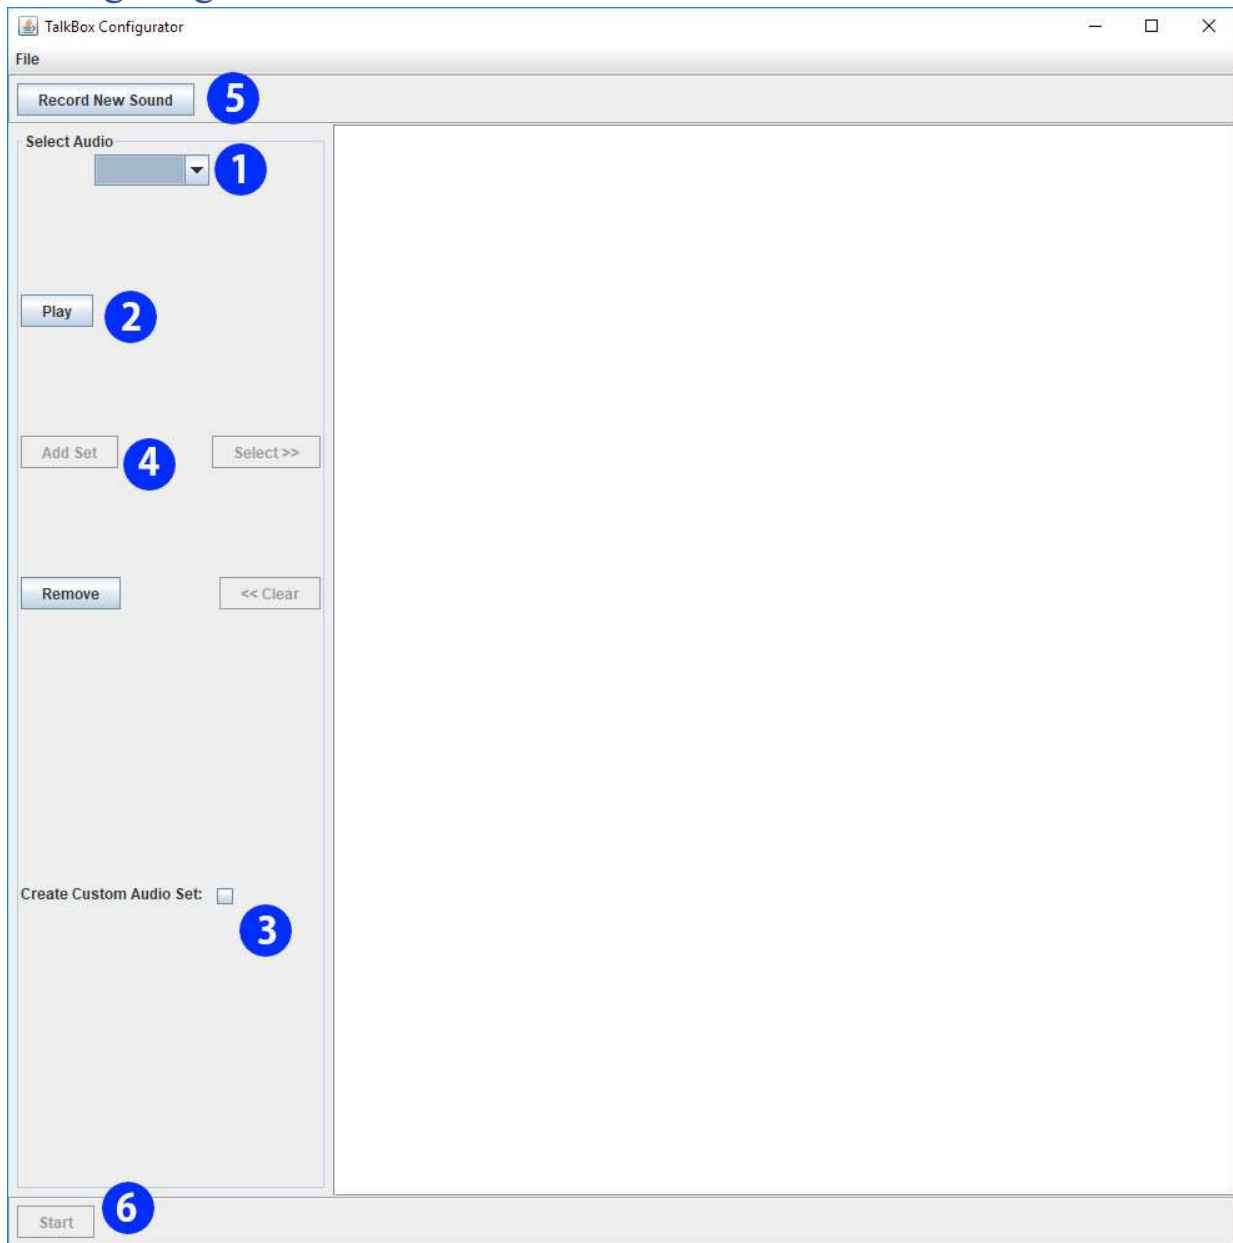 TalkBox Configurator
File
Record New Sound
5
Select Audio
1
Play
2
Add Set
4
Select >>
Remove
<< Clear
Create Custom Audio Set:
3
Start
6